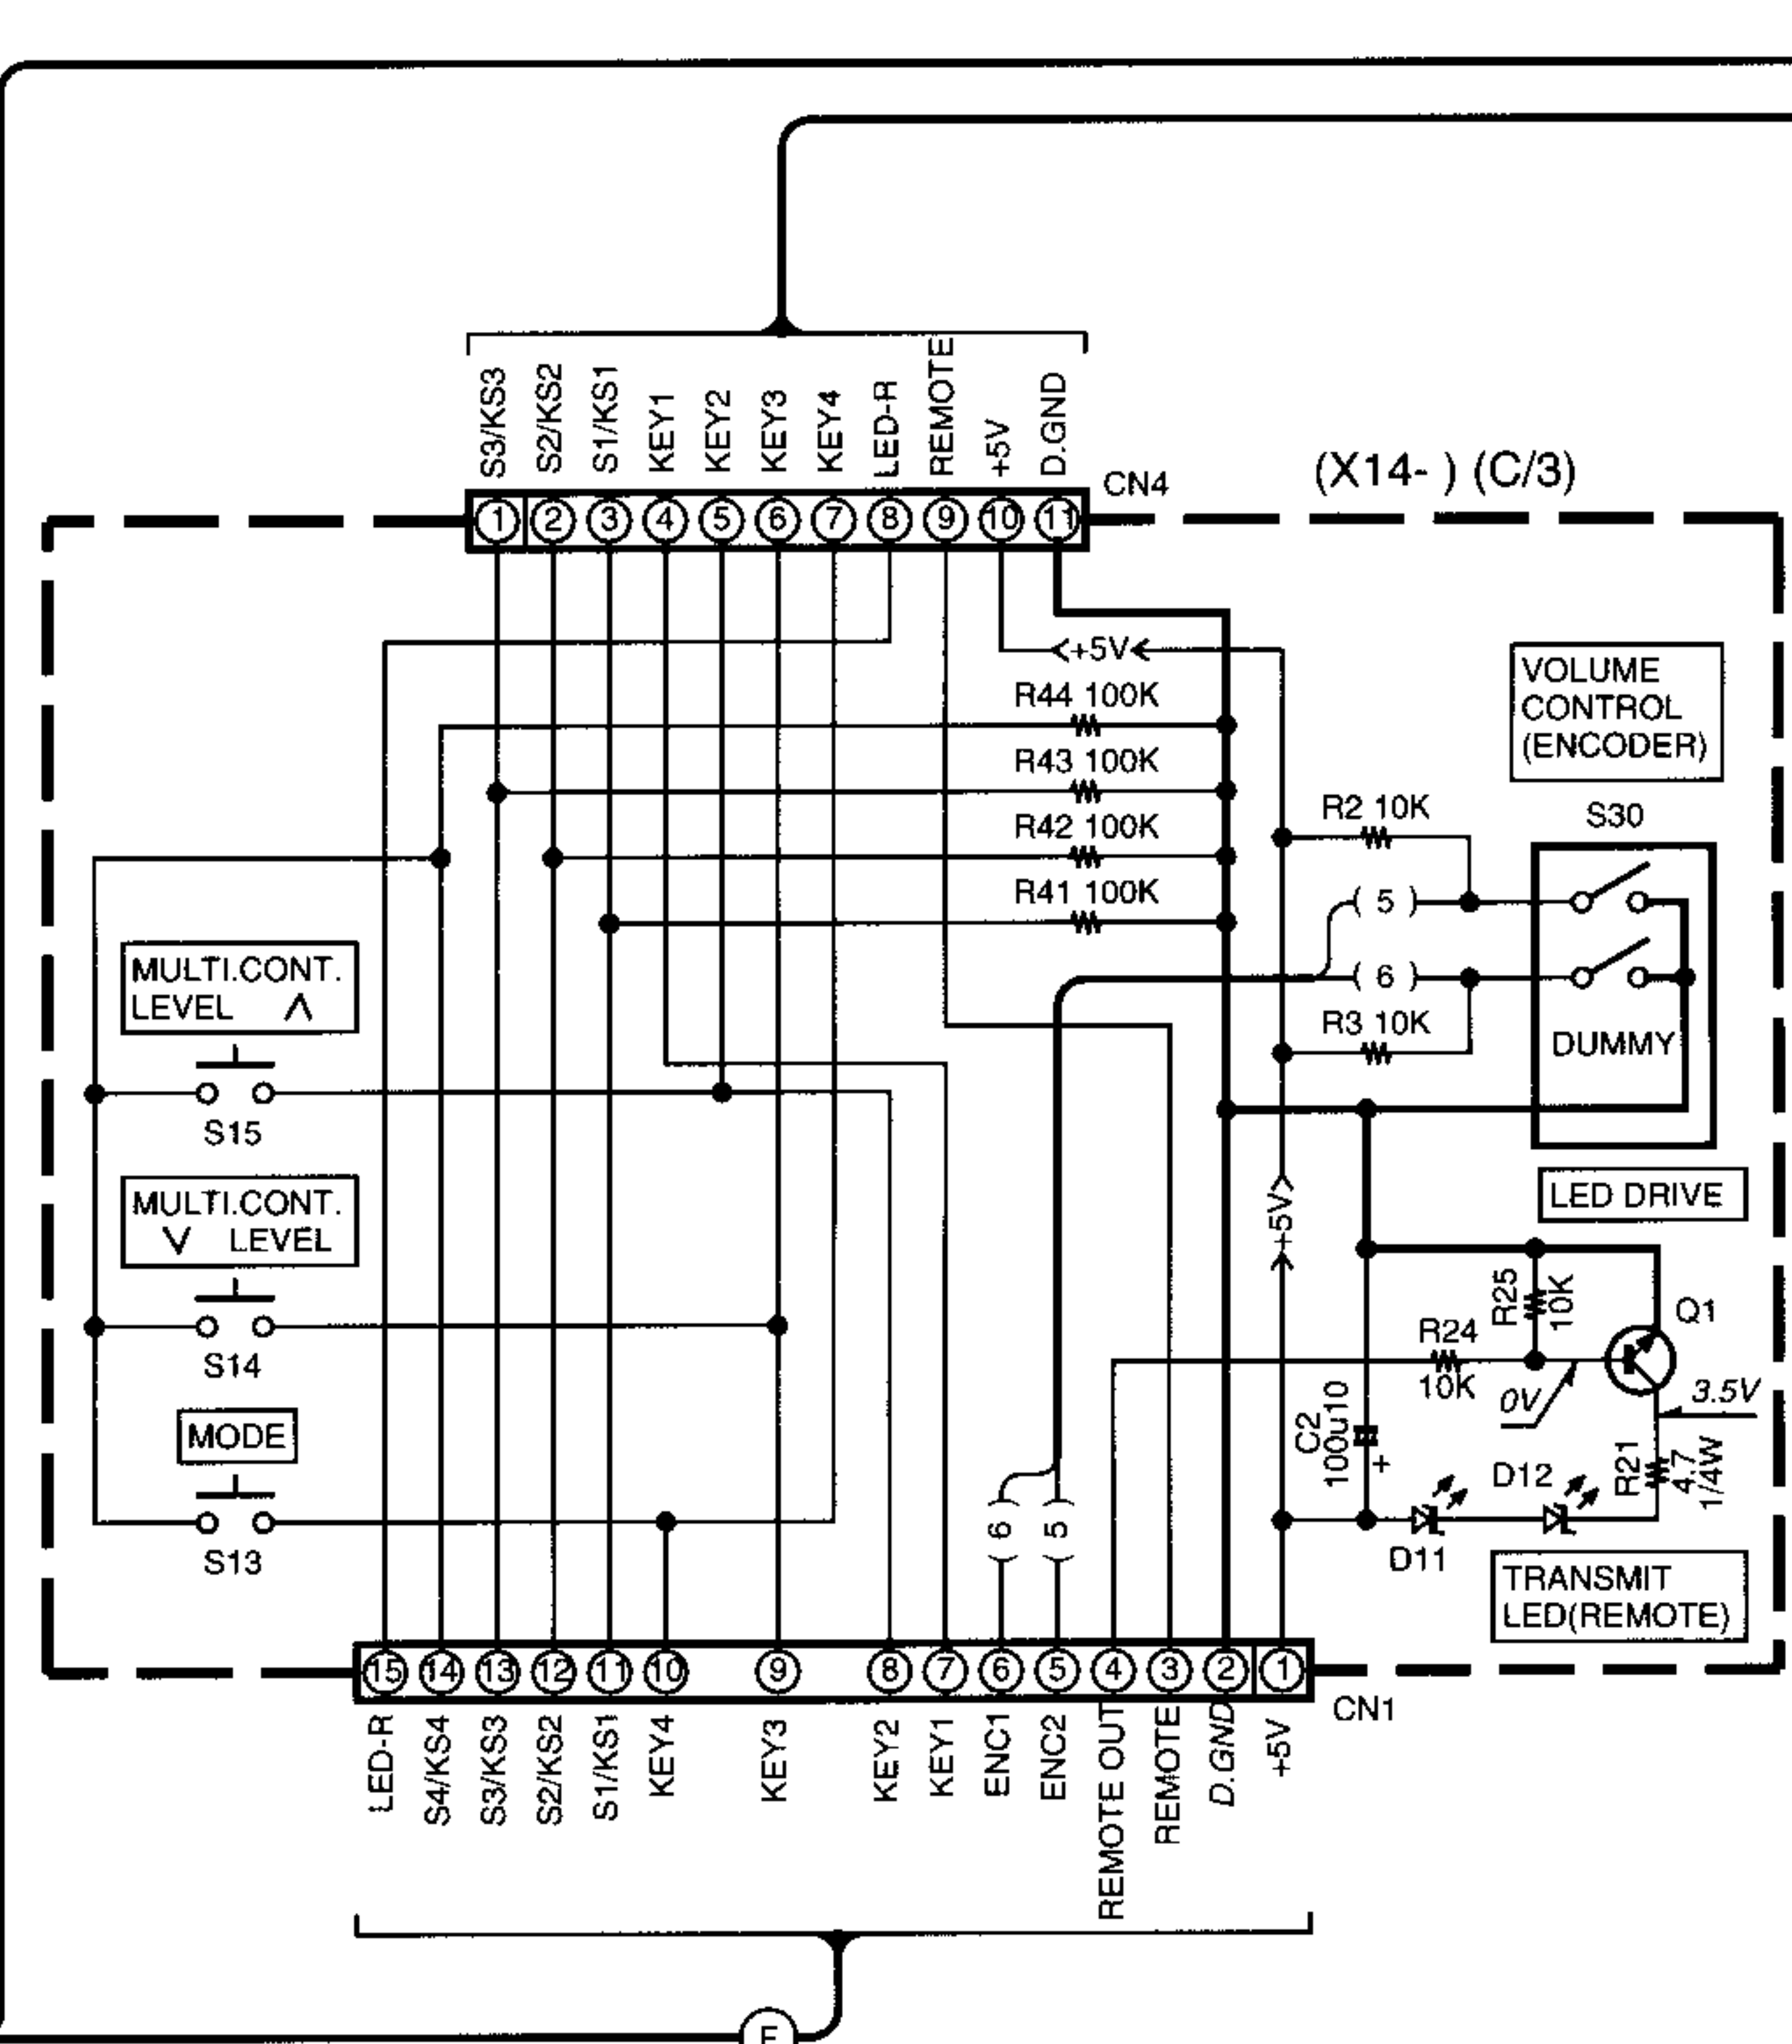 S3/KS3
S2/KS2
S1/KS1
KEY1
KEY2
KEY3
KEY4
LED-R
REMOTE
+5V
D.GND
CN4
(X14- ) (C/3)
1 2 3 4 5 6 7 8 9 10 11
+5V
R44 100K
R43 100K
R42 100K
R41 100K
VOLUME
CONTROL
(ENCODER)
R2 10K
S30
( 5 )
( 6 )
R3 10K
DUMMY
MULTI.CONT.
LEVEL ∧
S15
MULTI.CONT.
∨ LEVEL
S14
MODE
S13
+5V
LED DRIVE
R25
10K
Q1
R24
10K
0V
3.5V
C2
100u10
+
D12
R21
4.7
1/4W
D11
TRANSMIT
LED(REMOTE)
( 6 )
( 5 )
15 14 13 12 11 10 9 8 7 6 5 4 3 2 1
CN1
LED-R
S4/KS4
S3/KS3
S2/KS2
S1/KS1
KEY4
KEY3
KEY2
KEY1
ENC1
ENC2
REMOTE OUT
REMOTE
D.GND
+5V